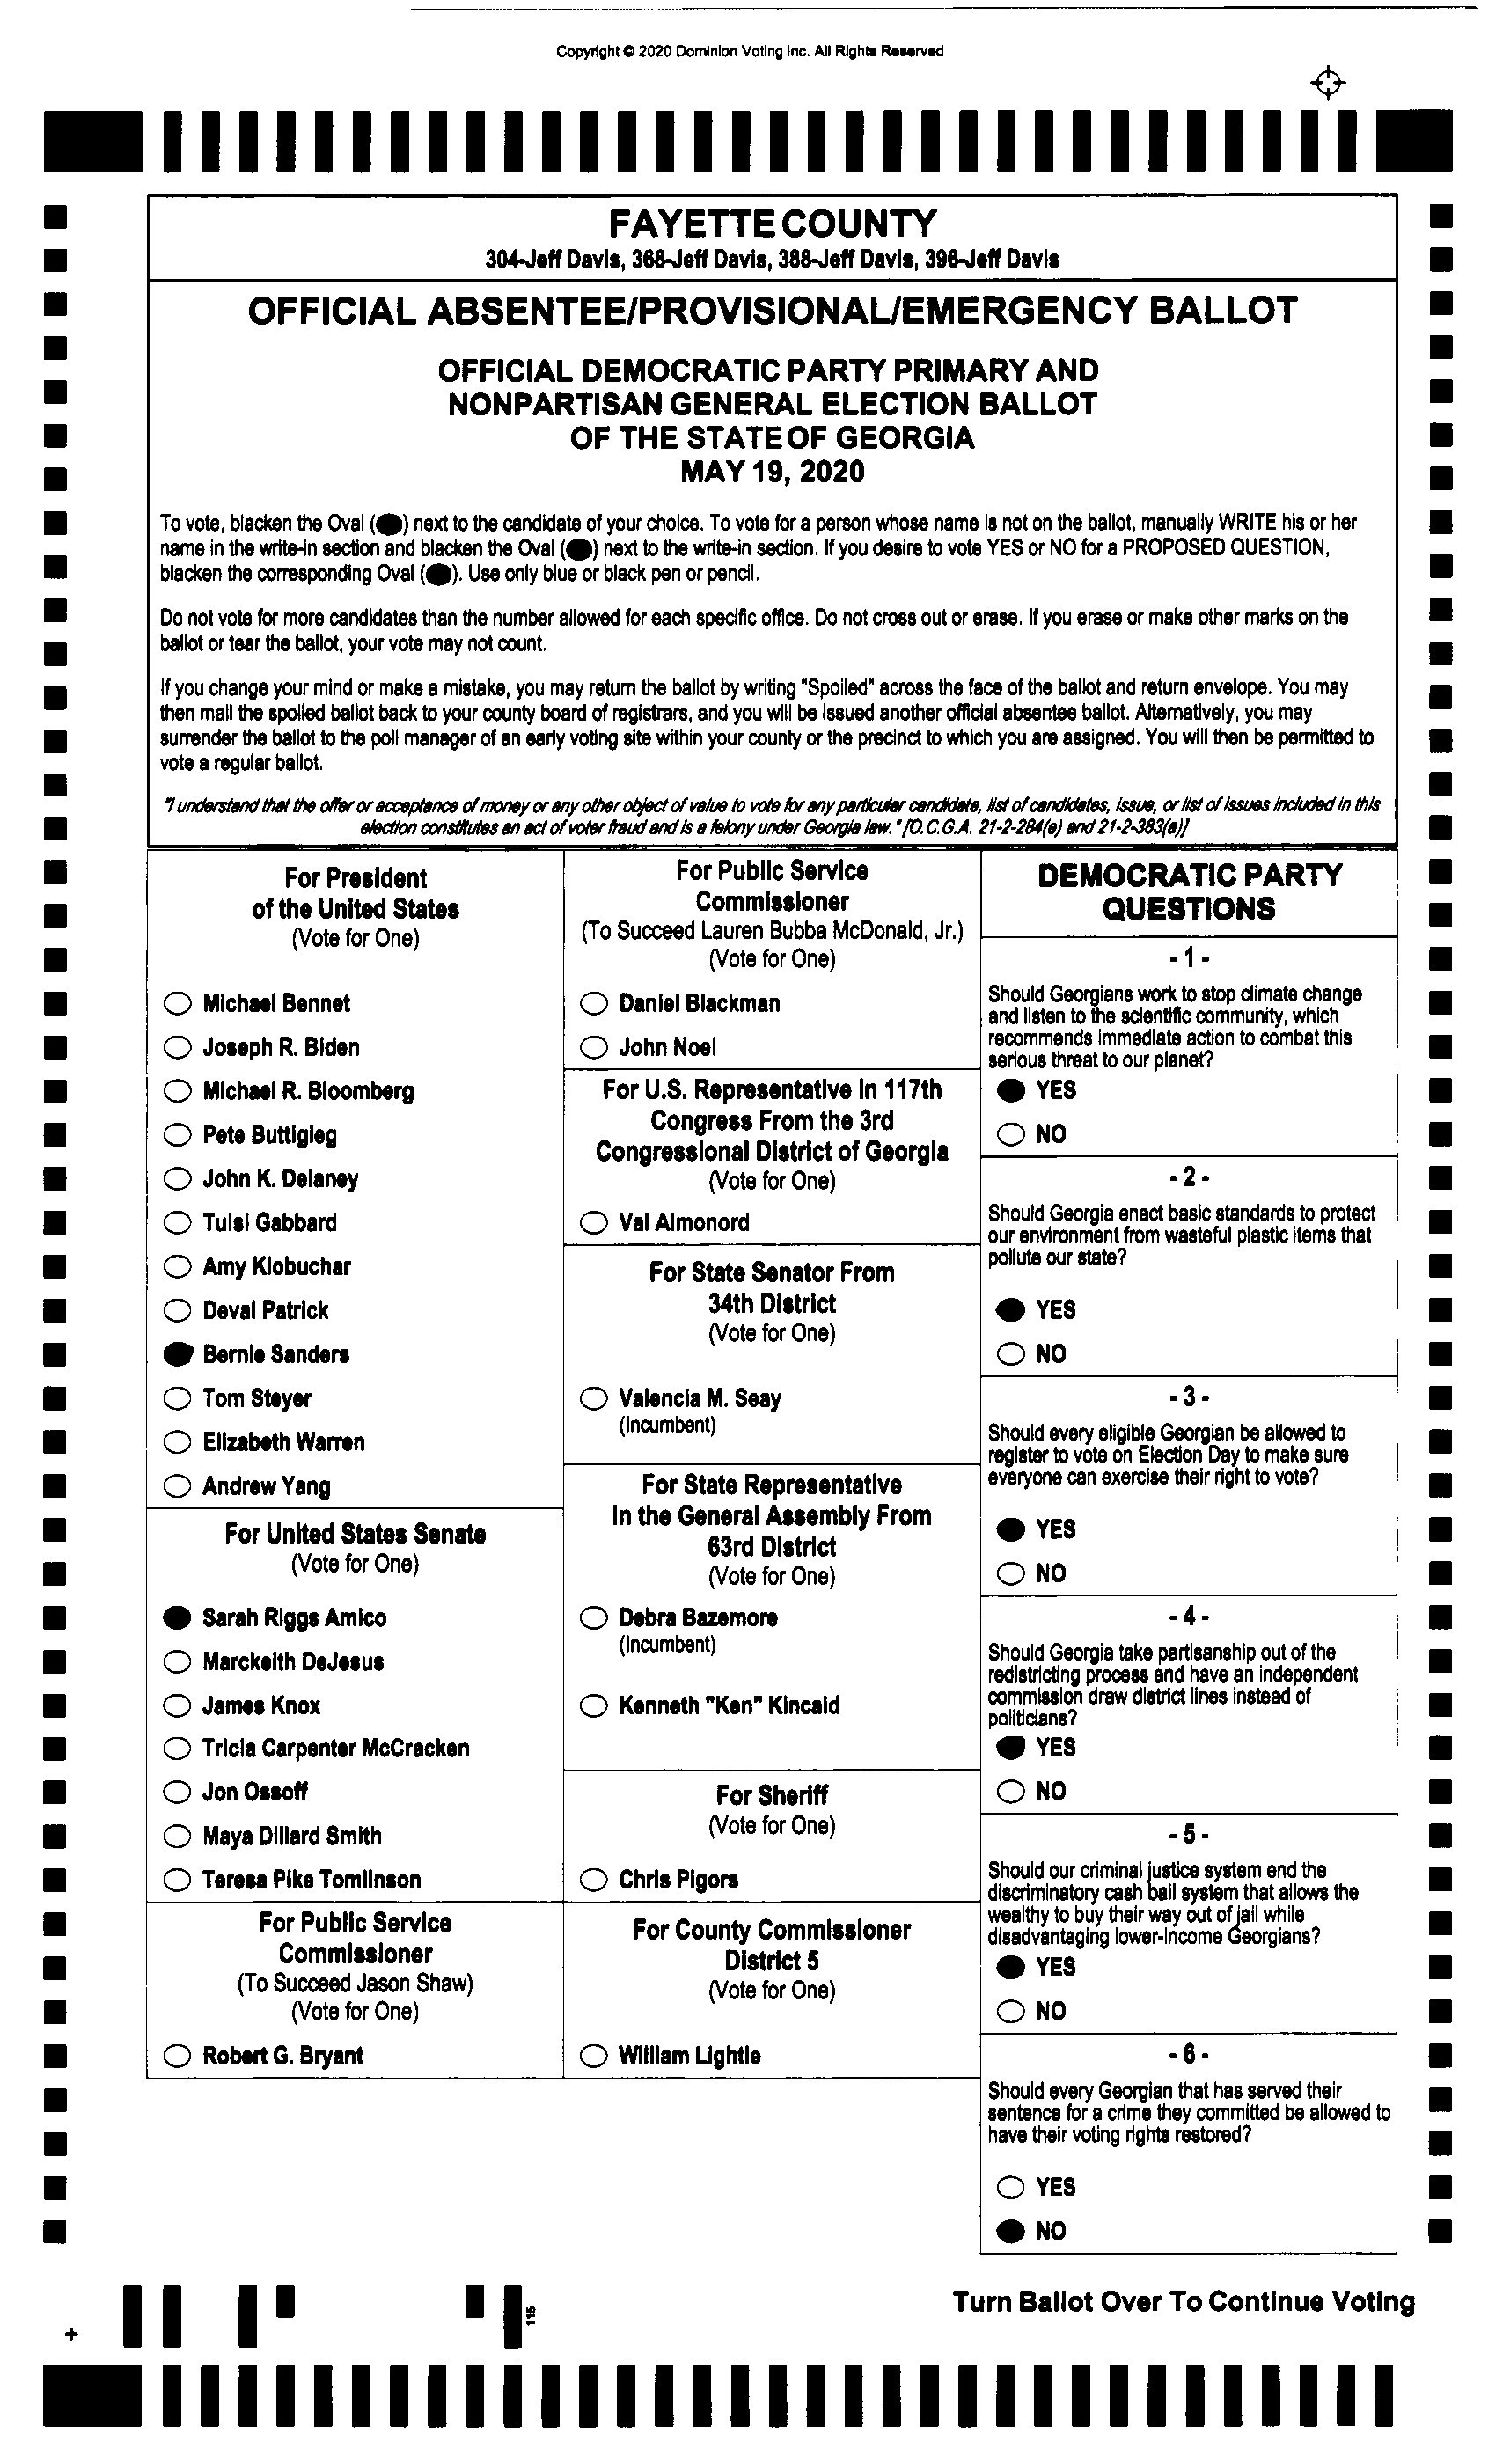 Copyright © 2020 Dominion Voting Inc. All Rights Reserved
FAYETTE COUNTY
304-Jeff Davis, 368-Jeff Davis, 388-Jeff Davis, 396-Jeff Davis
OFFICIAL ABSENTEE/PROVISIONAL/EMERGENCY BALLOT
OFFICIAL DEMOCRATIC PARTY PRIMARY AND
NONPARTISAN GENERAL ELECTION BALLOT
OF THE STATE OF GEORGIA
MAY 19, 2020
To vote, blacken the Oval ( ) next to the candidate of your choice. To vote for a person whose name is not on the ballot, manually WRITE his or her
name in the write-in section and blacken the Oval ( ) next to the write-in section. If you desire to vote YES or NO for a PROPOSED QUESTION,
blacken the corresponding Oval ( ). Use only blue or black pen or pencil.
Do not vote for more candidates than the number allowed for each specific office. Do not cross out or erase. If you erase or make other marks on the
ballot or tear the ballot, your vote may not count.
If you change your mind or make a mistake, you may return the ballot by writing "Spoiled" across the face of the ballot and return envelope. You may
then mail the spoiled ballot back to your county board of registrars, and you will be issued another official absentee ballot. Alternatively, you may
surrender the ballot to the poll manager of an early voting site within your county or the precinct to which you are assigned. You will then be permitted to
vote a regular ballot.
"I understand that the offer or acceptance of money or any other object of value to vote for any particular candidate, list of candidates, issue, or list of issues included in this
election constitutes an act of voter fraud and is a felony under Georgia law." [O.C.G.A. 21-2-284(e) and 21-2-383(a)]
For President
of the United States
(Vote for One)
Michael Bennet
Joseph R. Biden
Michael R. Bloomberg
Pete Buttigieg
John K. Delaney
Tulsi Gabbard
Amy Klobuchar
Deval Patrick
Bernie Sanders
Tom Steyer
Elizabeth Warren
Andrew Yang
For United States Senate
(Vote for One)
Sarah Riggs Amico
Marckeith DeJesus
James Knox
Tricia Carpenter McCracken
Jon Ossoff
Maya Dillard Smith
Teresa Pike Tomlinson
For Public Service
Commissioner
(To Succeed Jason Shaw)
(Vote for One)
Robert G. Bryant
For Public Service
Commissioner
(To Succeed Lauren Bubba McDonald, Jr.)
(Vote for One)
Daniel Blackman
John Noel
For U.S. Representative in 117th
Congress From the 3rd
Congressional District of Georgia
(Vote for One)
Val Almonord
For State Senator From
34th District
(Vote for One)
Valencia M. Seay
(Incumbent)
For State Representative
In the General Assembly From
63rd District
(Vote for One)
Debra Bazemore
(Incumbent)
Kenneth "Ken" Kincaid
For Sheriff
(Vote for One)
Chris Pigors
For County Commissioner
District 5
(Vote for One)
William Lightle
DEMOCRATIC PARTY
QUESTIONS
- 1 -
Should Georgians work to stop climate change
and listen to the scientific community, which
recommends immediate action to combat this
serious threat to our planet?
YES
NO
- 2 -
Should Georgia enact basic standards to protect
our environment from wasteful plastic items that
pollute our state?
YES
NO
- 3 -
Should every eligible Georgian be allowed to
register to vote on Election Day to make sure
everyone can exercise their right to vote?
YES
NO
- 4 -
Should Georgia take partisanship out of the
redistricting process and have an independent
commission draw district lines instead of
politicians?
YES
NO
- 5 -
Should our criminal justice system end the
discriminatory cash bail system that allows the
wealthy to buy their way out of jail while
disadvantaging lower-income Georgians?
YES
NO
- 6 -
Should every Georgian that has served their
sentence for a crime they committed be allowed to
have their voting rights restored?
YES
NO
115
Turn Ballot Over To Continue Voting